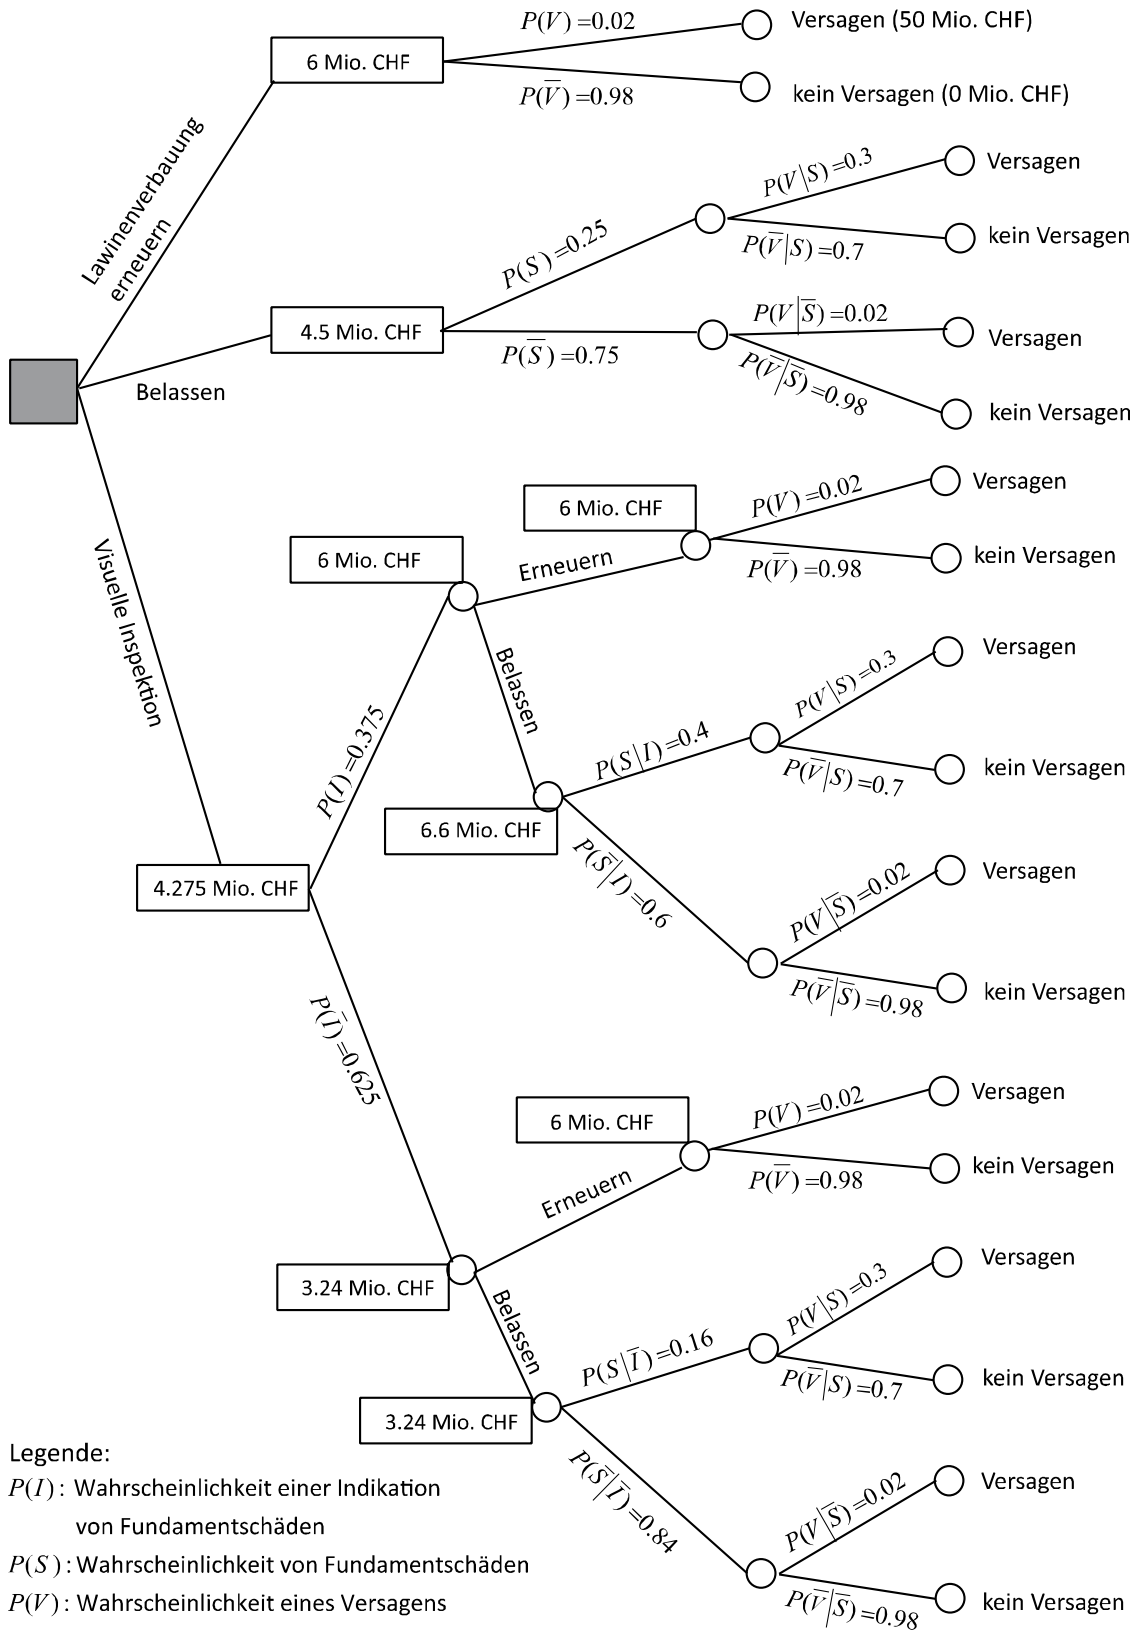 P(V)=0.02
Versagen (50 Mio. CHF)
6 Mio. CHF
P(V̅)=0.98
kein Versagen (0 Mio. CHF)
Lawinenverbauung
erneuern
P(V|S)=0.3
Versagen
P(S)=0.25
P(V̅|S)=0.7
kein Versagen
4.5 Mio. CHF
P(V|S̅)=0.02
Versagen
P(S̅)=0.75
P(V̅|S̅)=0.98
Belassen
kein Versagen
6 Mio. CHF
P(V)=0.02
Versagen
6 Mio. CHF
Erneuern
P(V̅)=0.98
kein Versagen
Visuelle Inspektion
Belassen
P(V|S)=0.3
Versagen
P(I)=0.375
P(S|I)=0.4
P(V̅|S)=0.7
kein Versagen
6.6 Mio. CHF
P(S̅|I)=0.6
4.275 Mio. CHF
P(V|S̅)=0.02
Versagen
P(V̅|S̅)=0.98
kein Versagen
P(I̅)=0.625
6 Mio. CHF
P(V)=0.02
Versagen
Erneuern
P(V̅)=0.98
kein Versagen
3.24 Mio. CHF
Belassen
P(V|S)=0.3
Versagen
P(S|I̅)=0.16
P(V̅|S)=0.7
kein Versagen
3.24 Mio. CHF
P(S̅|I̅)=0.84
P(V|S̅)=0.02
Versagen
P(V̅|S̅)=0.98
kein Versagen
Legende:
P(I): Wahrscheinlichkeit einer Indikation
von Fundamentschäden
P(S): Wahrscheinlichkeit von Fundamentschäden
P(V): Wahrscheinlichkeit eines Versagens